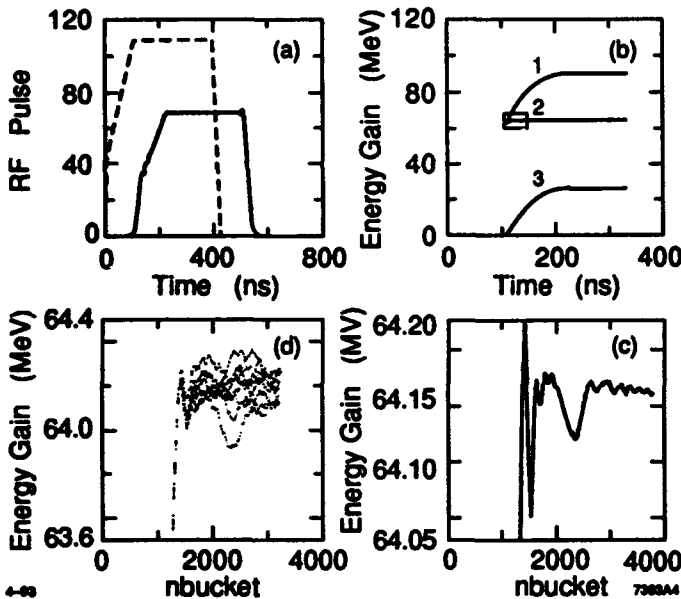 120
80
40
0
RF Pulse
(a)
0 400 800
Time (ns)
120
80
40
0
Energy Gain (MeV)
(b)
1
2
3
0 200 400
Time (ns)
64.4
64.0
63.6
Energy Gain (MeV)
(d)
0 2000 4000
nbucket
64.20
64.15
64.10
64.05
Energy Gain (MV)
(c)
0 2000 4000
nbucket
4-93
7363A4